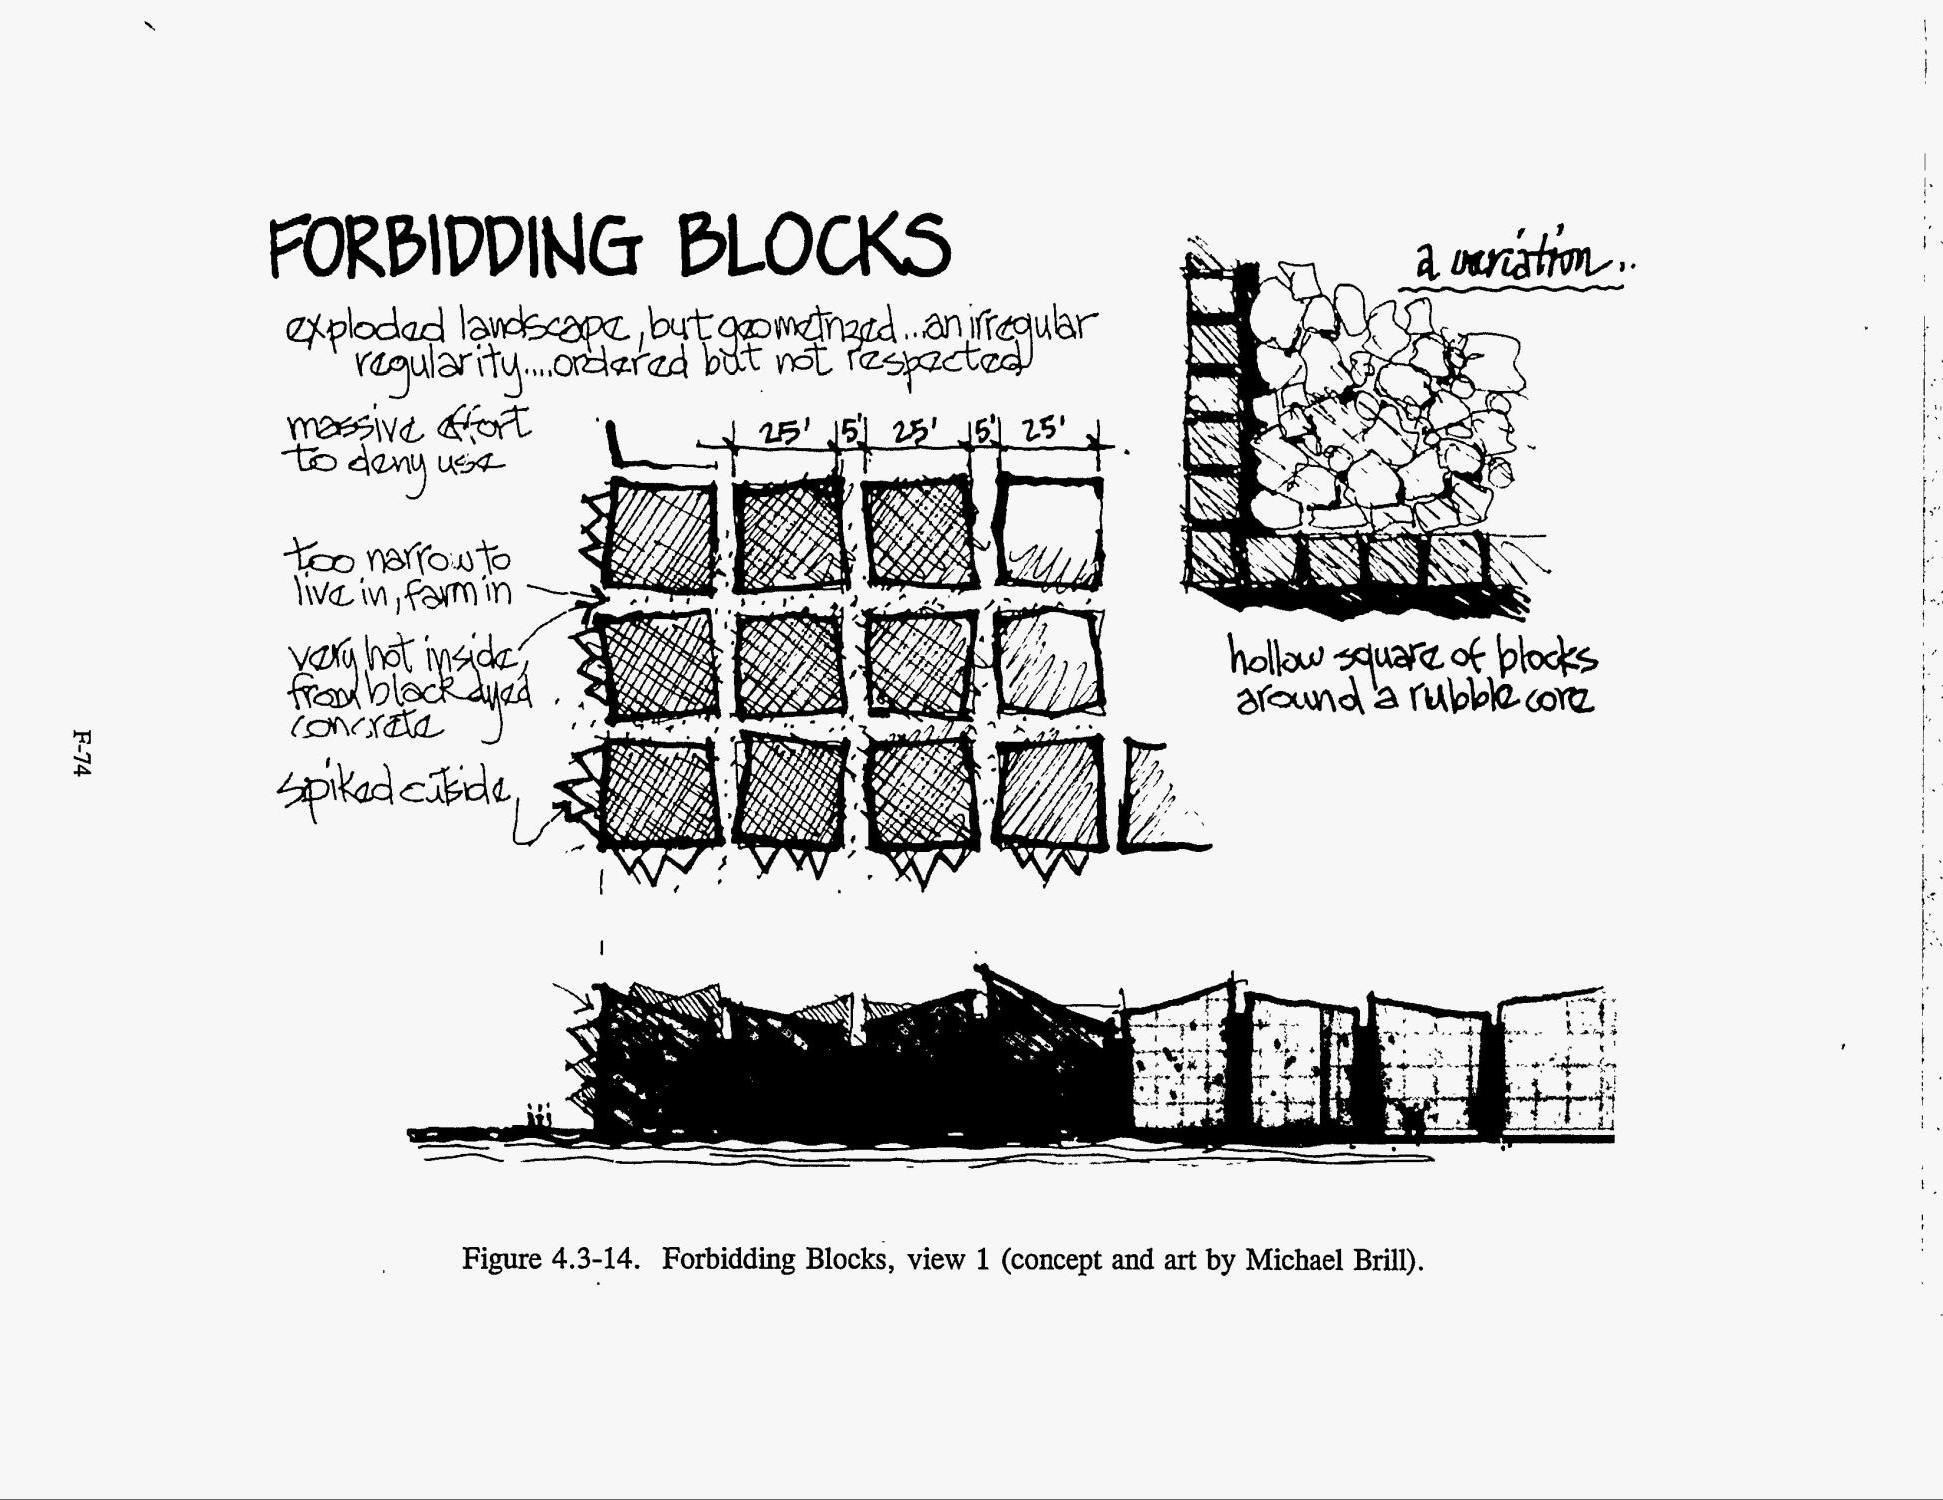 FORBIDDING BLOCKS
exploded landscape, but geometrized...an irregular
regularity....ordered but not respected
massive effort
to deny use
too narrow to
live in, farm in
very hot inside,
from black dyed
concrete
spiked outside
25' 5' 25' 5' 25'
a variation..
hollow square of blocks
around a rubble core
F-74
Figure 4.3-14. Forbidding Blocks, view 1 (concept and art by Michael Brill).